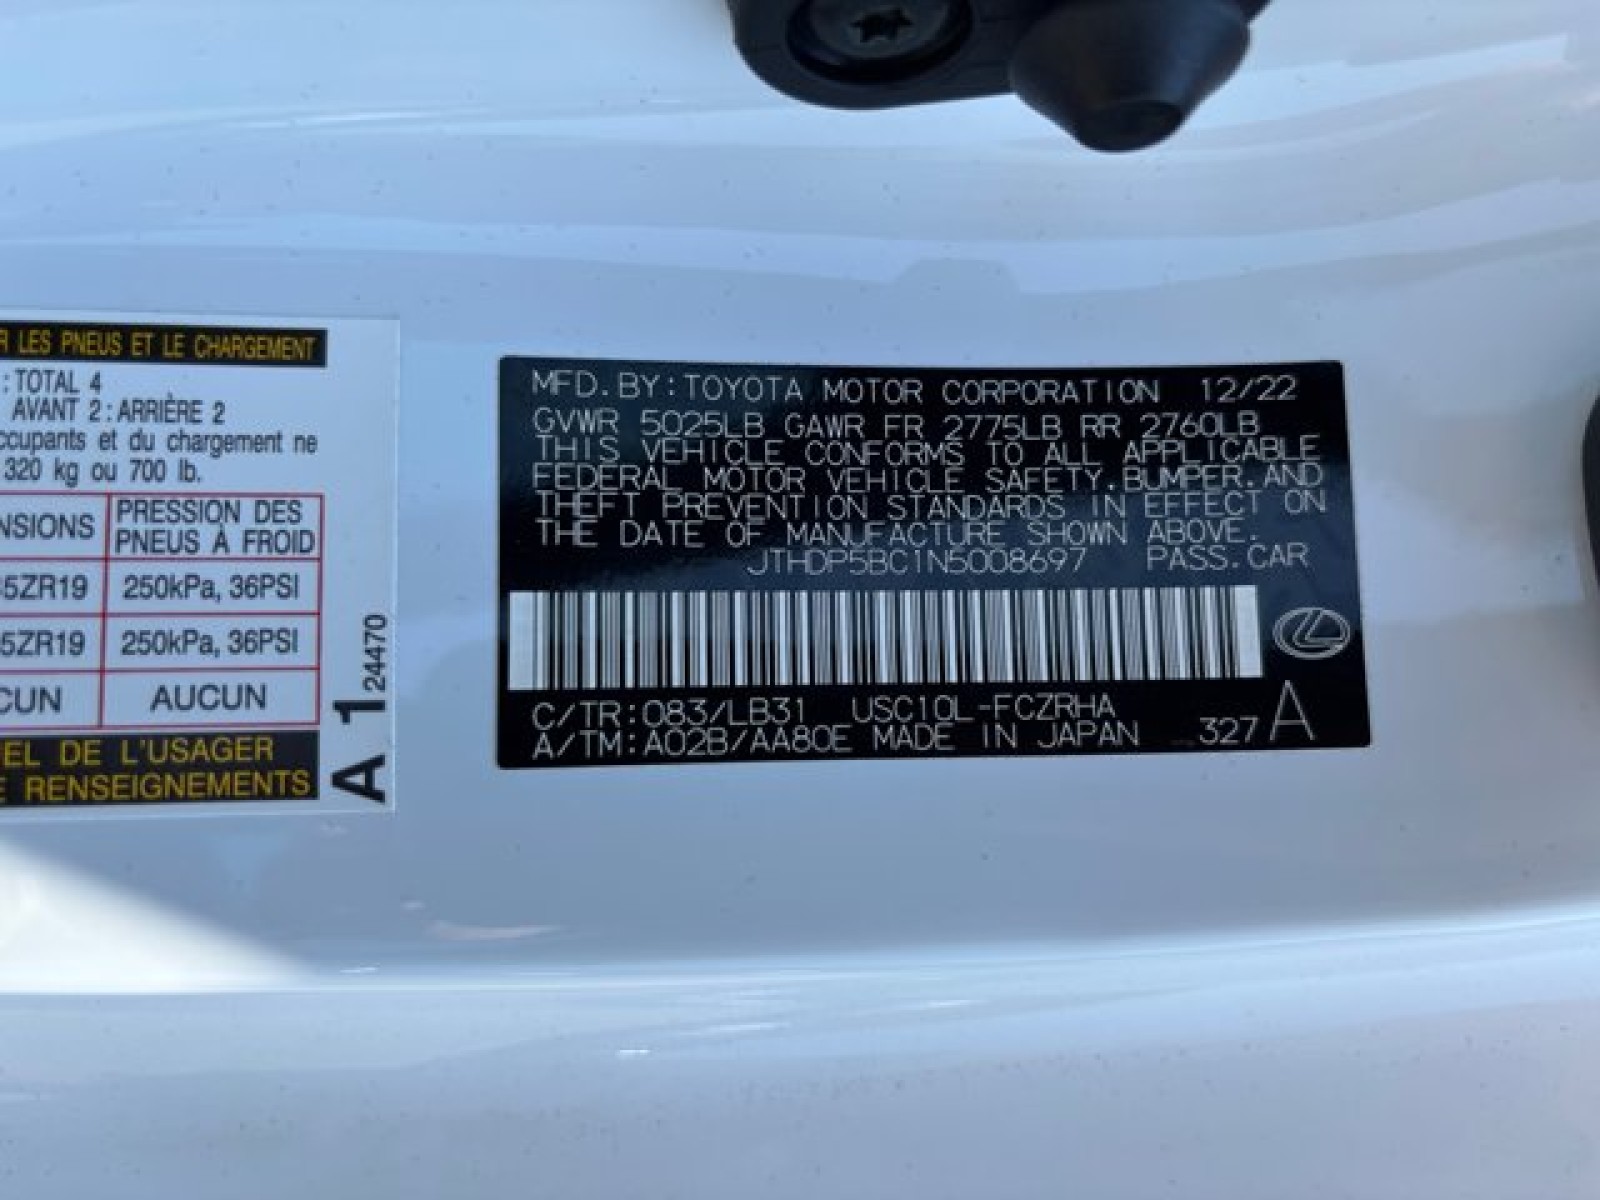 R LES PNEUS ET LE CHARGEMENT
: TOTAL 4
AVANT 2 : ARRIÈRE 2
ccupants et du chargement ne
320 kg ou 700 lb.
NSIONS PRESSION DES PNEUS À FROID
5ZR19 250kPa, 36PSI
5ZR19 250kPa, 36PSI
CUN AUCUN
EL DE L'USAGER
E RENSEIGNEMENTS
A 1 24470
MFD. BY: TOYOTA MOTOR CORPORATION 12/22
GVWR 5025LB GAWR FR 2775LB RR 2760LB
THIS VEHICLE CONFORMS TO ALL APPLICABLE
FEDERAL MOTOR VEHICLE SAFETY, BUMPER, AND
THEFT PREVENTION STANDARDS IN EFFECT ON
THE DATE OF MANUFACTURE SHOWN ABOVE.
JTHDP5BC1N5008697 PASS. CAR
C/TR: 083/LB31 USC10L-FCZRHA
A/TM: A02B/AA80E MADE IN JAPAN 327 A